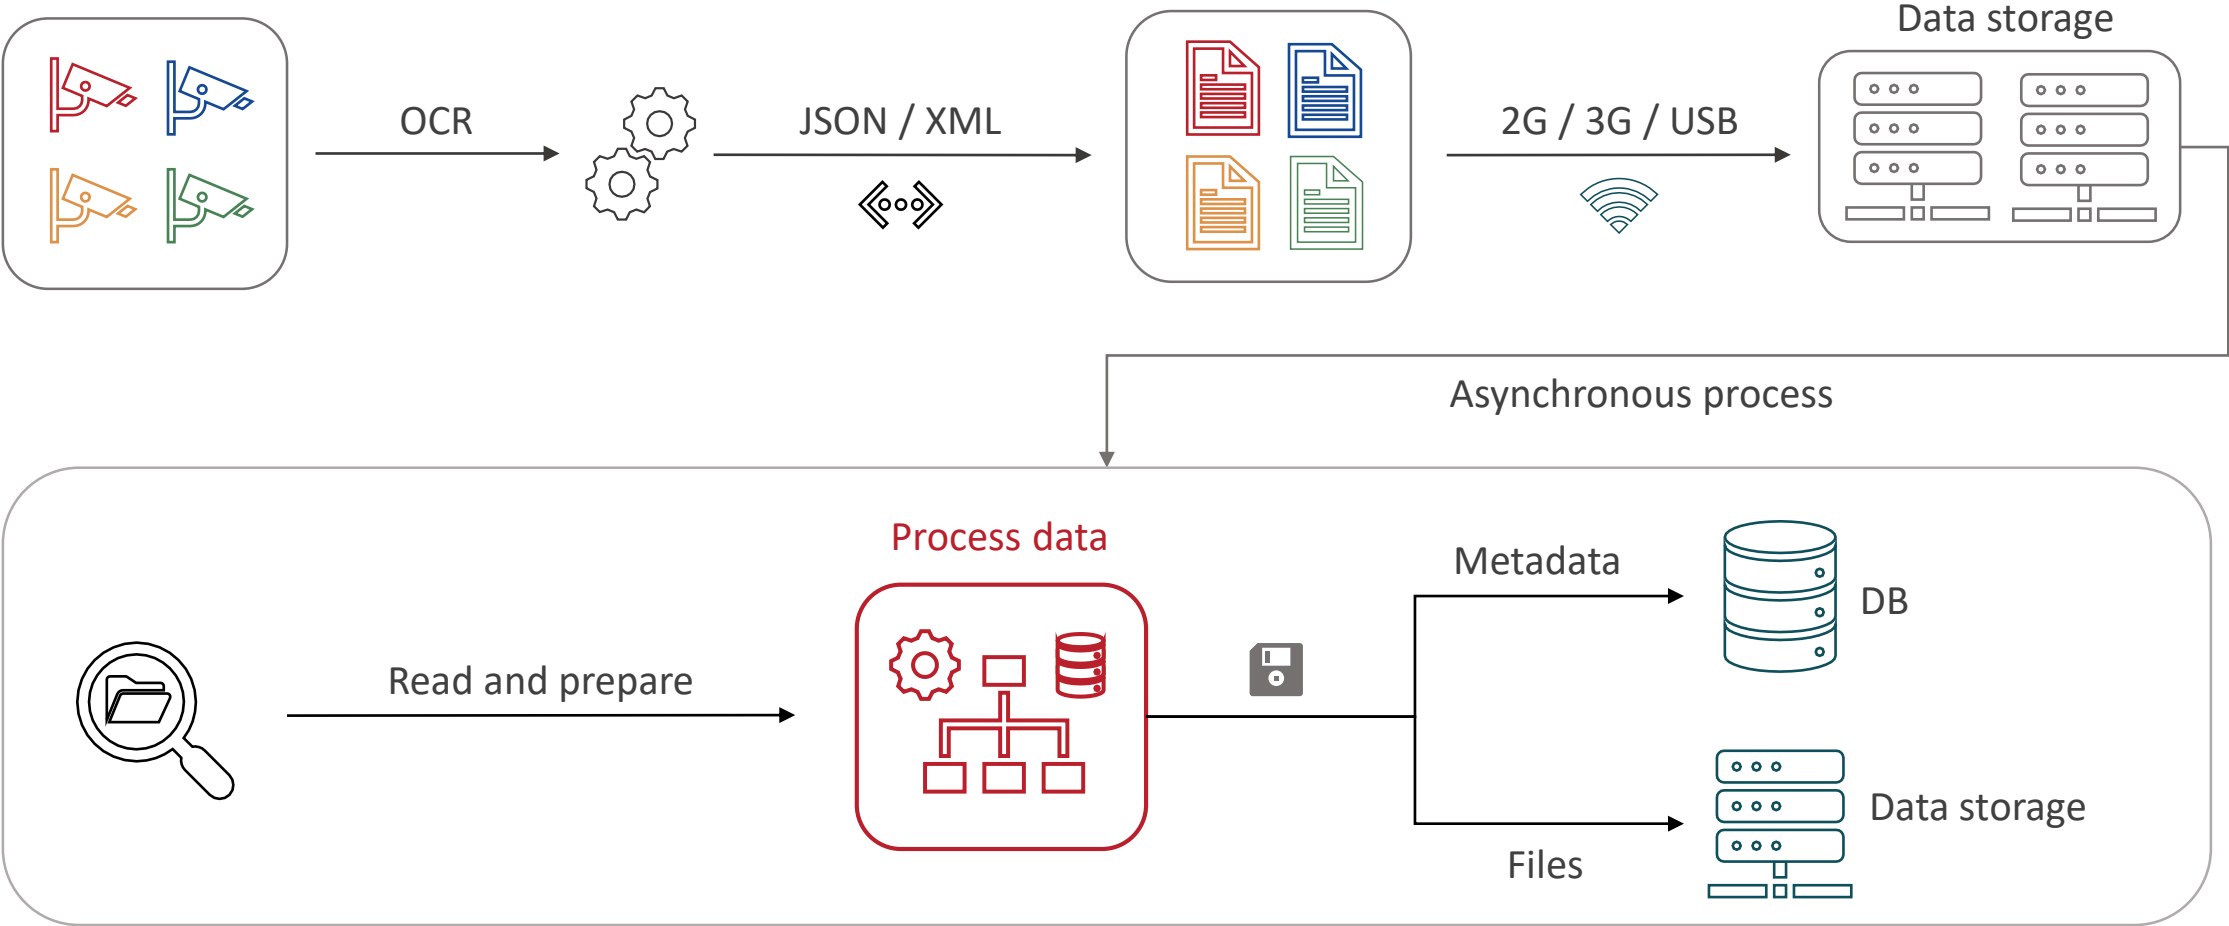 Data storage
OCR
JSON / XML
2G / 3G / USB
Asynchronous process
Process data
Metadata
DB
Read and prepare
Data storage
Files